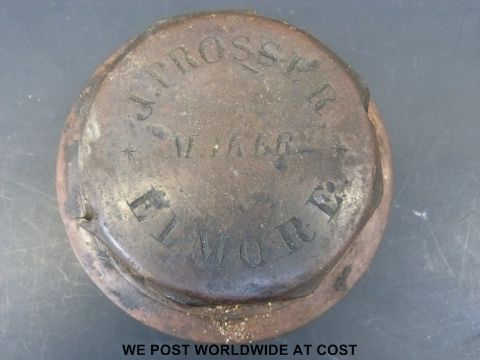 J. PROSSER
* MAKER *
ELMORE.
WE POST WORLDWIDE AT COST